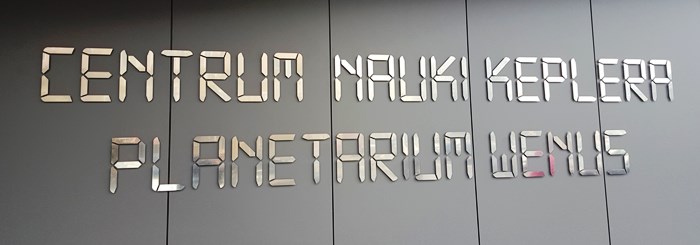 CENTRUM NAUKI KEPLERA
PLANETARIUM WENUS